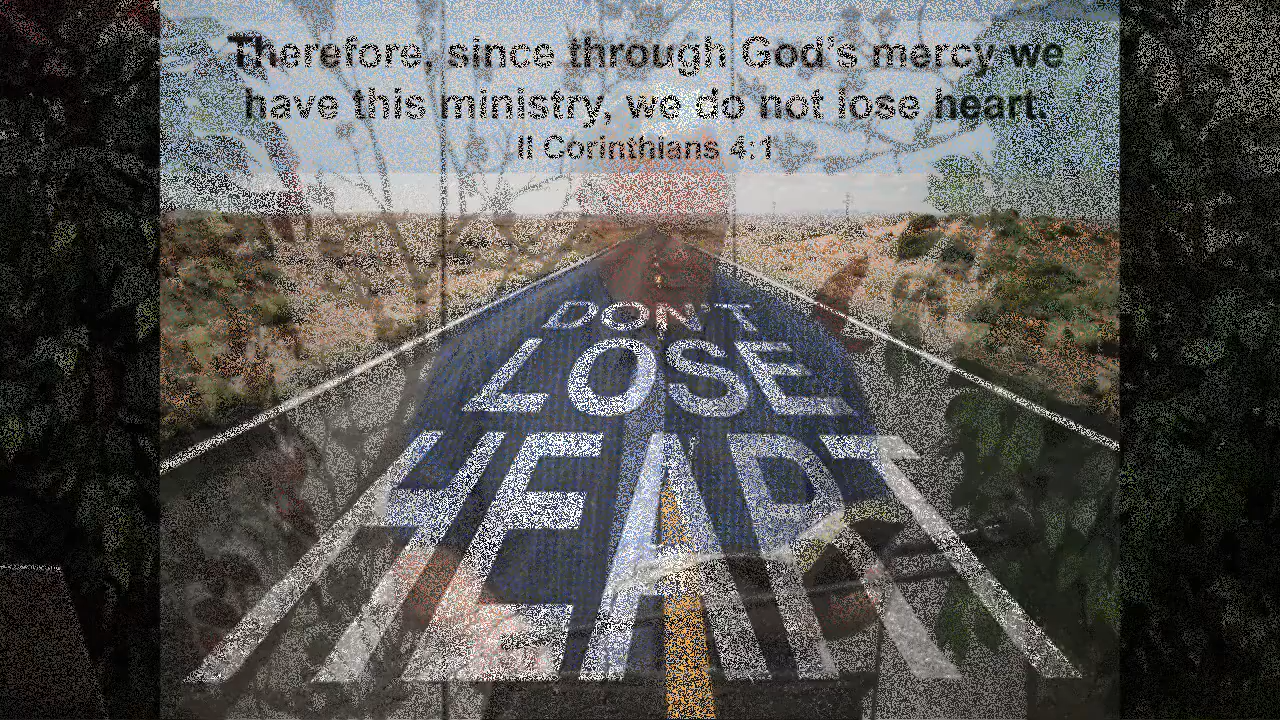 Therefore, since through God's mercy we
have this ministry, we do not lose heart.
II Corinthians 4:1
DON'T
LOSE
HEART